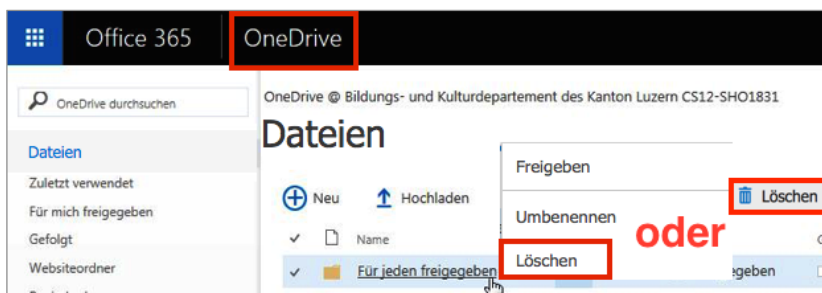 Office 365 OneDrive
OneDrive durchsuchen
OneDrive @ Bildungs- und Kulturdepartement des Kanton Luzern CS12-SHO1831
Dateien
Dateien
Zuletzt verwendet
Für mich freigegeben
Gefolgt
Websiteordner
Neu
Hochladen
Name
Für jeden freigegeben
Freigeben
Umbenennen
Löschen
oder
Löschen
egeben